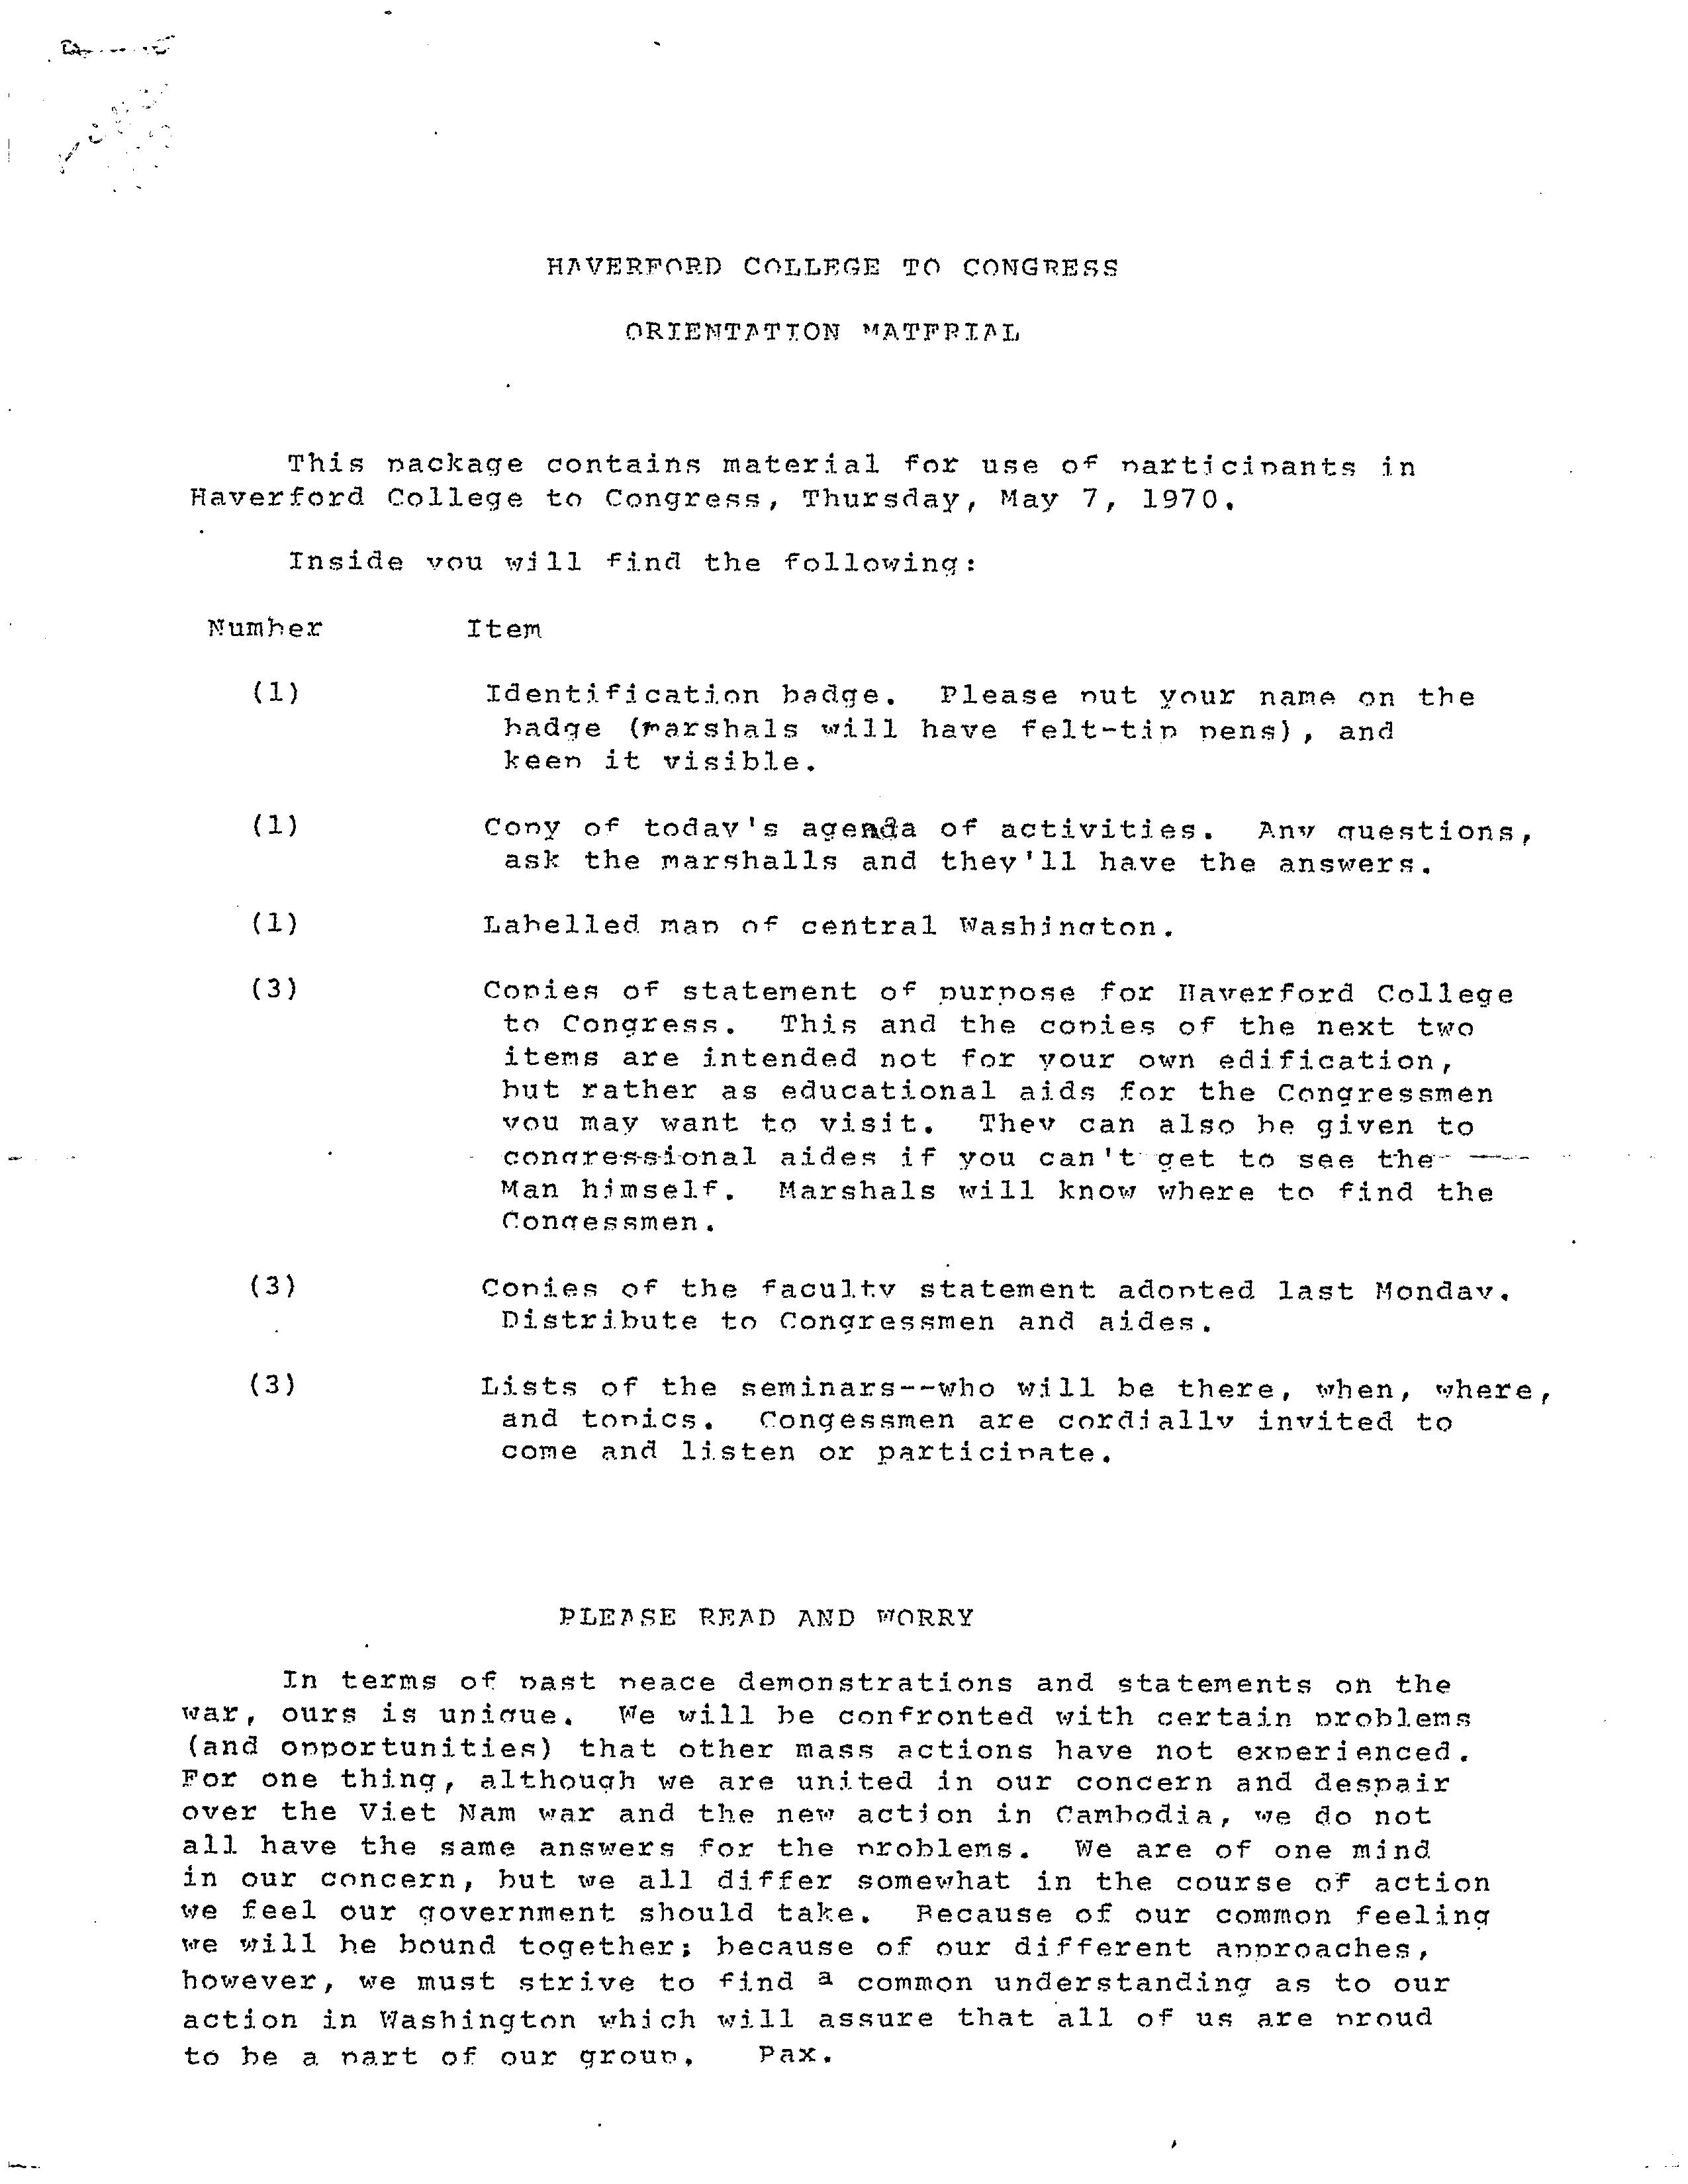 HAVERFORD COLLEGE TO CONGRESS
ORIENTATION MATERIAL
This package contains material for use of participants in
Haverford College to Congress, Thursday, May 7, 1970.
Inside you will find the following:
Number Item
(1) Identification badge. Please put your name on the
badge (marshals will have felt-tip pens), and
keep it visible.
(1) Copy of today's agenda of activities. Any questions,
ask the marshalls and they'll have the answers.
(1) Labelled map of central Washington.
(3) Copies of statement of purpose for Haverford College
to Congress. This and the copies of the next two
items are intended not for your own edification,
but rather as educational aids for the Congressmen
you may want to visit. They can also be given to
congressional aides if you can't get to see the
Man himself. Marshals will know where to find the
Congessmen.
(3) Copies of the faculty statement adopted last Monday.
Distribute to Congressmen and aides.
(3) Lists of the seminars--who will be there, when, where,
and topics. Congessmen are cordially invited to
come and listen or participate.
PLEASE READ AND WORRY
In terms of past peace demonstrations and statements on the
war, ours is unique. We will be confronted with certain problems
(and opportunities) that other mass actions have not experienced.
For one thing, although we are united in our concern and despair
over the Viet Nam war and the new action in Cambodia, we do not
all have the same answers for the problems. We are of one mind
in our concern, but we all differ somewhat in the course of action
we feel our government should take. Because of our common feeling
we will be bound together; because of our different approaches,
however, we must strive to find a common understanding as to our
action in Washington which will assure that all of us are proud
to be a part of our group. Pax.